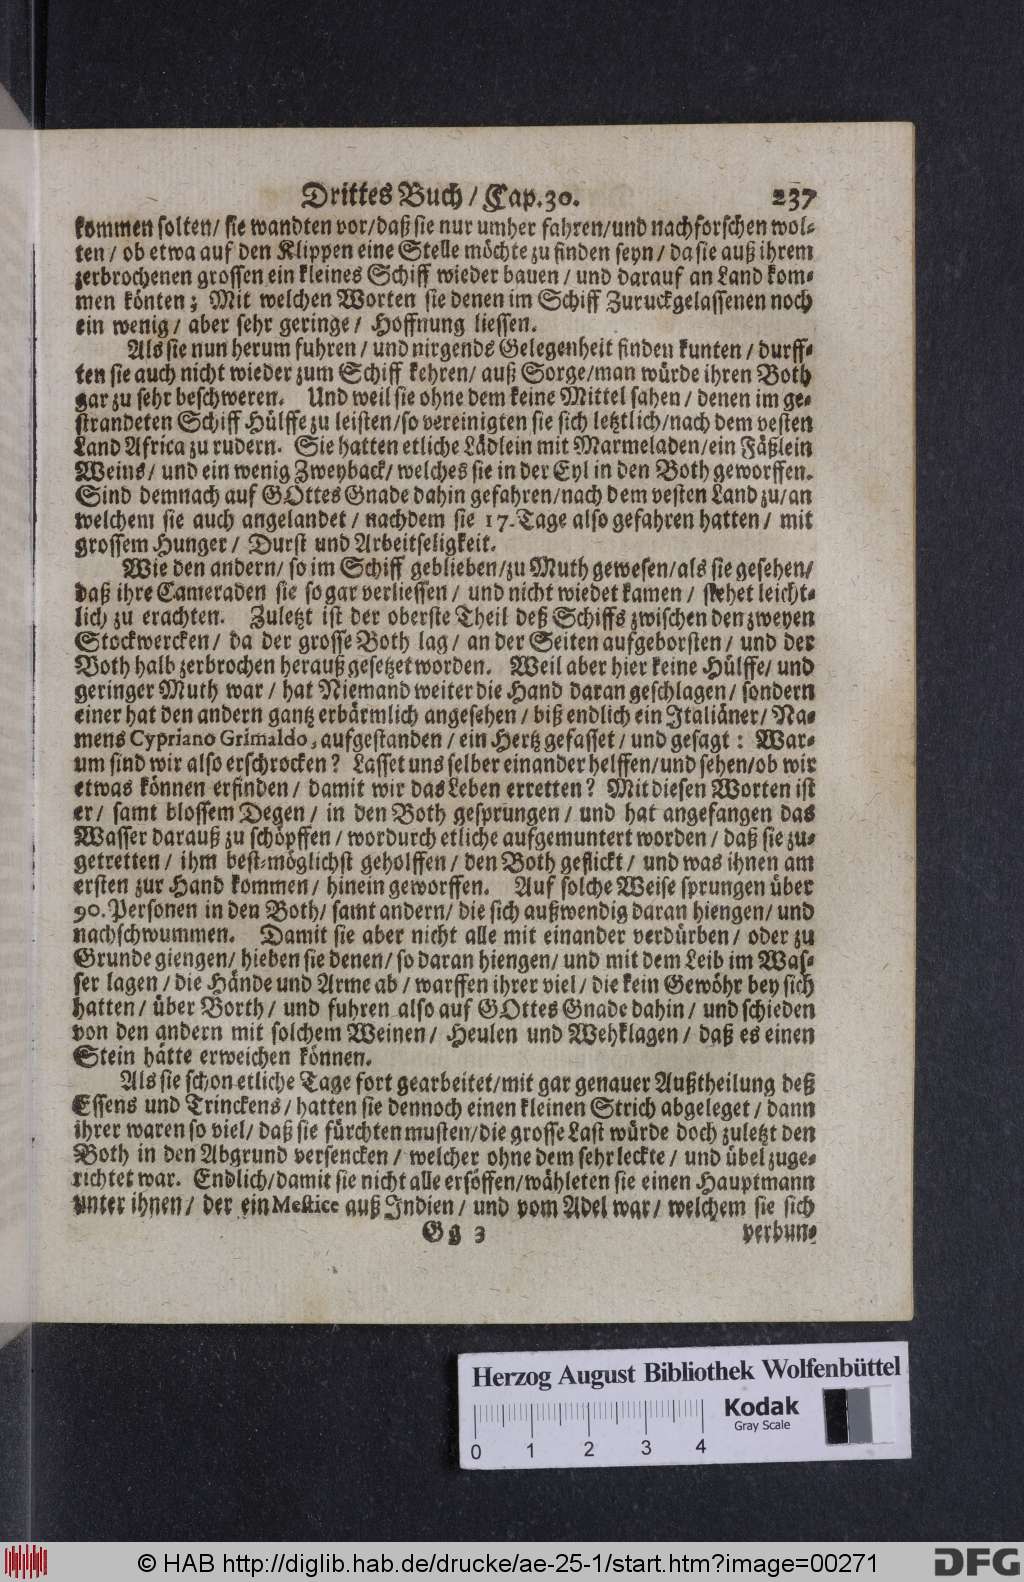 Drittes Buch / Cap. 30. 237
kommen solten / sie wandten vor / daß sie nur umher fahren / und nachforschen wol-
ten / ob etwa auf den Klippen eine Stelle möchte zu finden seyn / da sie auß ihrem
zerbrochenen grossen ein kleines Schiff wieder bauen / und darauf an Land kom-
men könten ; Mit welchen Worten sie denen im Schiff Zuruckgelassenen noch
ein wenig / aber sehr geringe / Hoffnung liessen.
Als sie nun herum fuhren / und nirgends Gelegenheit finden kunten / durff-
ten sie auch nicht wieder zum Schiff kehren / auß Sorge / man würde ihren Both
gar zu sehr beschweren. Und weil sie ohne dem keine Mittel sahen / denen im ge-
strandeten Schiff Hülffe zu leisten / so vereinigten sie sich letztlich / nach dem vesten
Land Africa zu rudern. Sie hatten etliche Lädlein mit Marmeladen / ein Fäßlein
Weins / und ein wenig Zweyback / welches sie in der Eyl in den Both geworffen.
Sind demnach auf GOttes Gnade dahin gefahren / nach dem vesten Land zu / an
welchem sie auch angelandet / nachdem sie 17. Tage also gefahren hatten / mit
grossem Hunger / Durst und Arbeitseligkeit.
Wie den andern / so im Schiff geblieben / zu Muth gewesen / als sie gesehen /
daß ihre Cameraden sie so gar verliessen / und nicht wiedet kamen / stehet leicht-
lich zu erachten. Zuletzt ist der oberste Theil deß Schiffs zwischen den zweyen
Stockwercken / da der grosse Both lag / an der Seiten aufgeborsten / und der
Both halb zerbrochen herauß gesetzet worden. Weil aber hier keine Hülffe / und
geringer Muth war / hat Niemand weiter die Hand daran geschlagen / sondern
einer hat den andern gantz erbärmlich angesehen / biß endlich ein Italiäner / Na-
mens Cypriano Grimaldo, aufgestanden / ein Hertz gefasset / und gesagt : War-
um sind wir also erschrocken ? Lasset uns selber einander helffen / und sehen / ob wir
etwas können erfinden / damit wir das Leben erretten ? Mit diesen Worten ist
er / samt blossem Degen / in den Both gesprungen / und hat angefangen das
Wasser darauß zu schöpffen / wordurch etliche aufgemuntert worden / daß sie zu-
getretten / ihm best-möglichst geholffen / den Both geflickt / und was ihnen am
ersten zur Hand kommen / hinein geworffen. Auf solche Weise sprungen über
90. Personen in den Both / samt andern / die sich außwendig daran hiengen / und
nachschwummen. Damit sie aber nicht alle mit einander verdürben / oder zu
Grunde giengen / hieben sie denen / so daran hiengen / und mit dem Leib im Was-
ser lagen / die Hände und Arme ab / warffen ihrer viel / die kein Gewöhr bey sich
hatten / über Borth / und fuhren also auf GOttes Gnade dahin / und schieden
von den andern mit solchem Weinen / Heulen und Wehklagen / daß es einen
Stein hätte erweichen können.
Als sie schon etliche Tage fort gearbeitet / mit gar genauer Außtheilung deß
Essens und Trinckens / hatten sie dennoch einen kleinen Strich abgeleget / dann
ihrer waren so viel / daß sie fürchten musten / die grosse Last würde doch zuletzt den
Both in den Abgrund versencken / welcher ohne dem sehr leckte / und übel zuge-
richtet war. Endlich / damit sie nicht alle ersöffen / wähleten sie einen Hauptmann
unter ihnen / der ein Mestice auß Indien / und vom Adel war / welchem sie sich
Gg 3 verbun-
Herzog August Bibliothek Wolfenbüttel
Kodak
Gray Scale
0 1 2 3 4
© HAB http://diglib.hab.de/drucke/ae-25-1/start.htm?image=00271
DFG